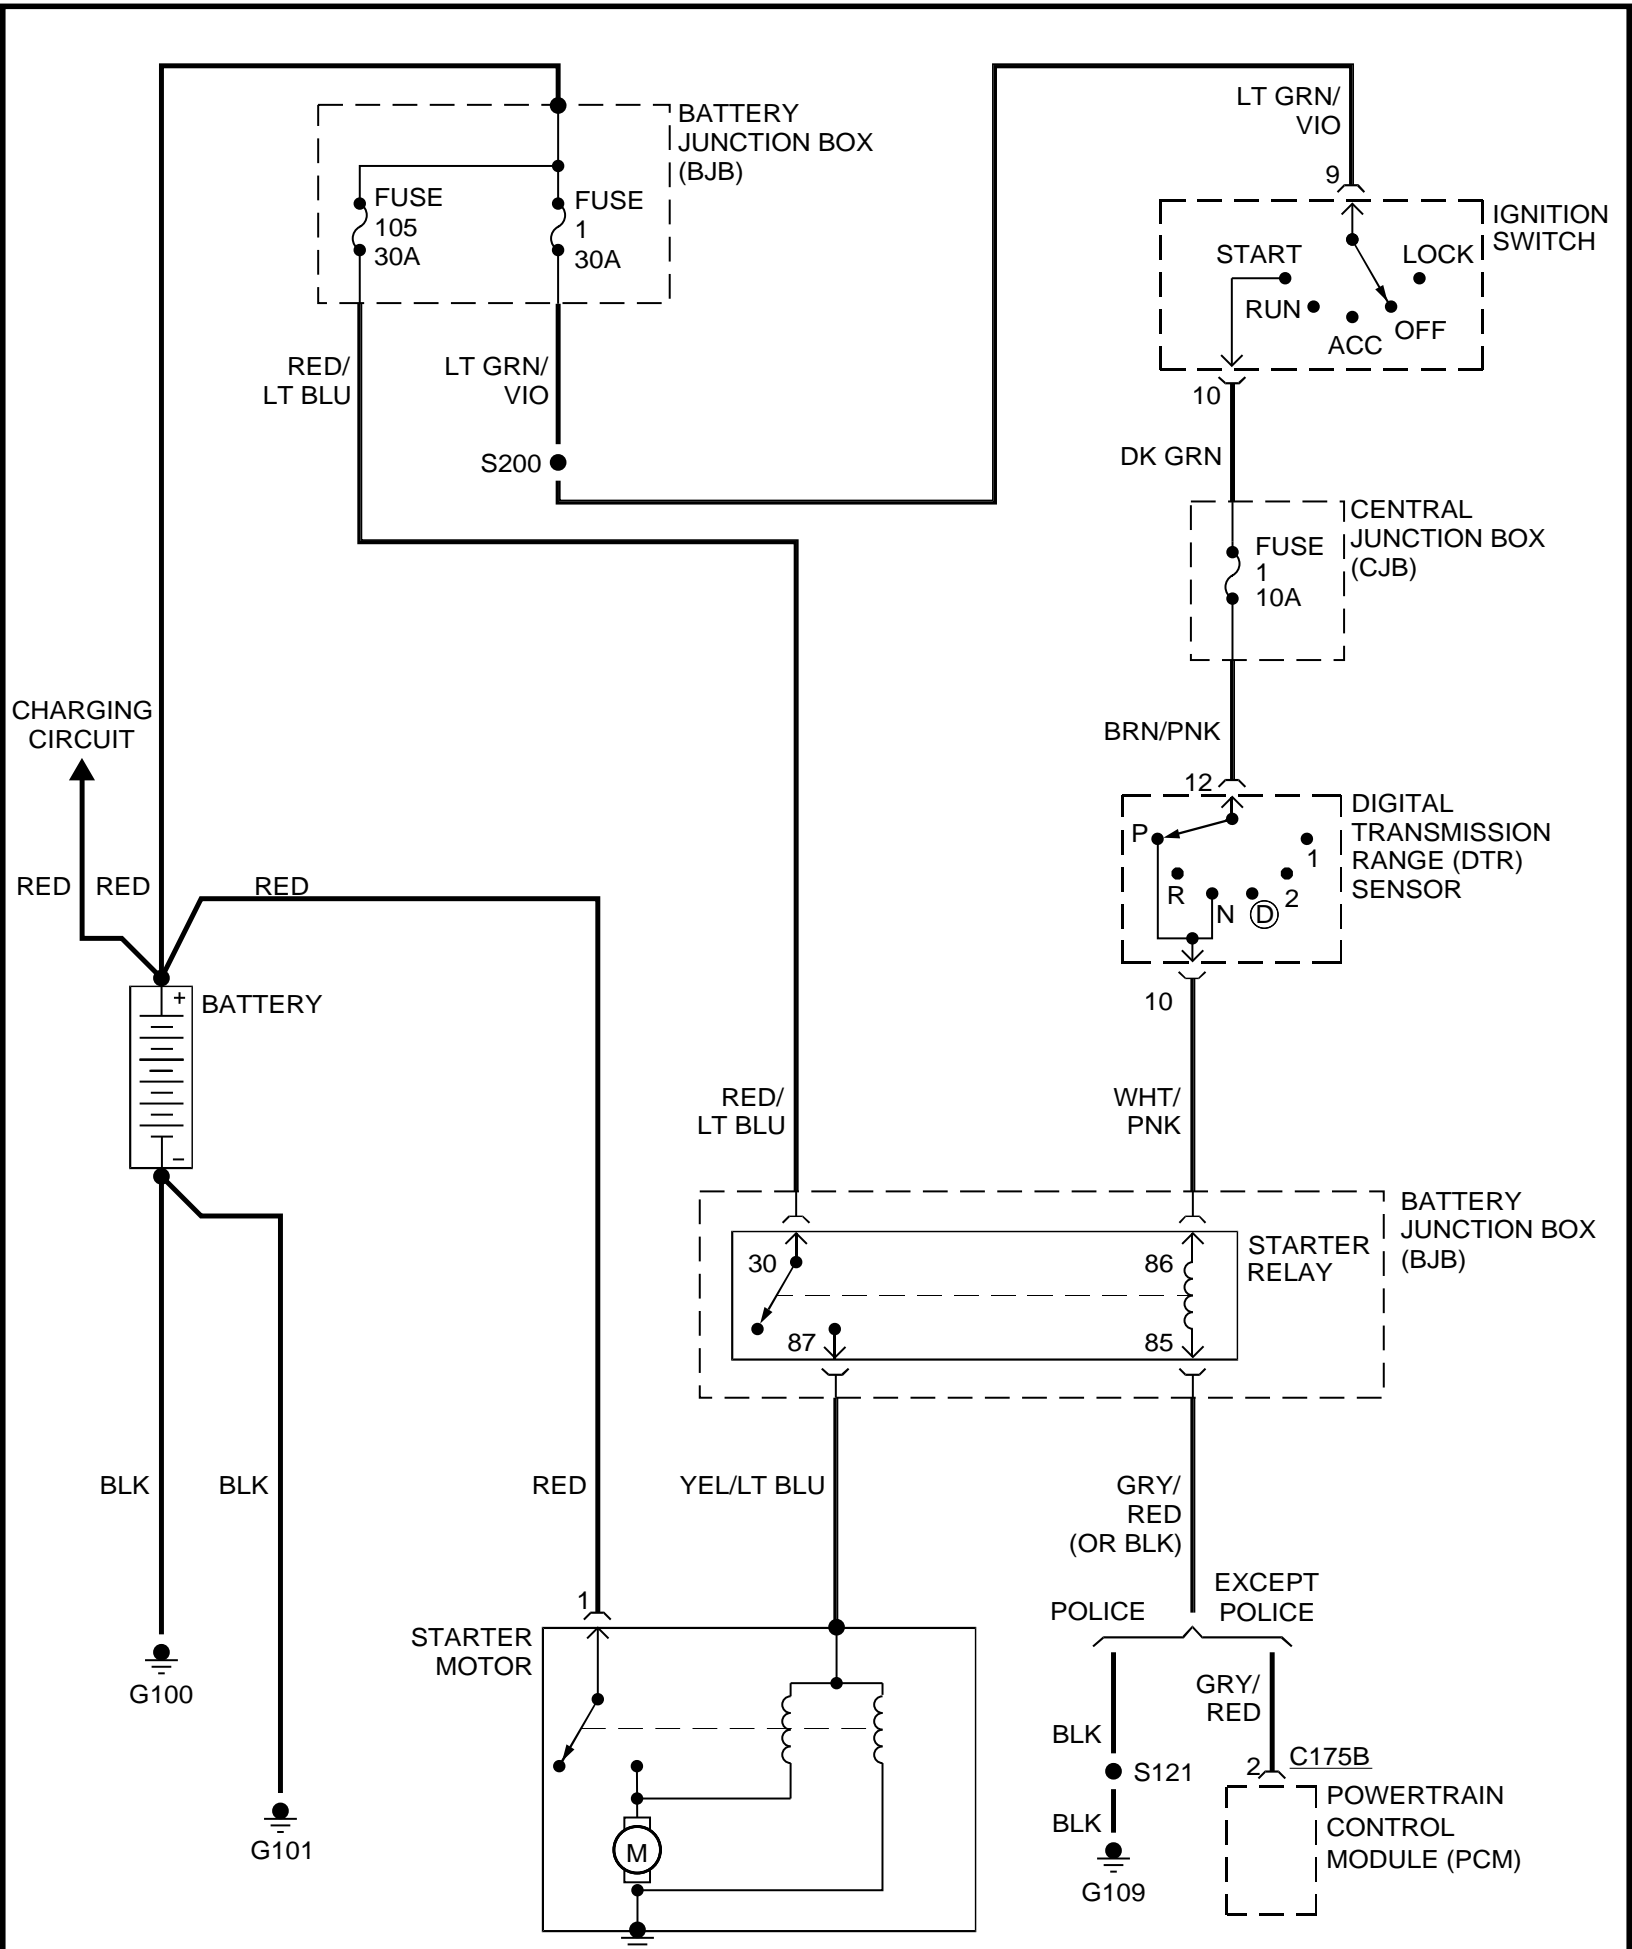 BATTERY
JUNCTION BOX
(BJB)
FUSE
105
30A
FUSE
1
30A
RED/
LT BLU
LT GRN/
VIO
S200
LT GRN/
VIO
9
IGNITION
SWITCH
START
LOCK
RUN
ACC
OFF
10
DK GRN
CENTRAL
JUNCTION BOX
(CJB)
FUSE
1
10A
BRN/PNK
12
DIGITAL
TRANSMISSION
RANGE (DTR)
SENSOR
P
R
N
D
2
1
10
CHARGING
CIRCUIT
RED
RED
RED
+
BATTERY
–
RED/
LT BLU
WHT/
PNK
BATTERY
JUNCTION BOX
(BJB)
STARTER
RELAY
30
86
87
85
BLK
BLK
RED
YEL/LT BLU
GRY/
RED
(OR BLK)
POLICE
EXCEPT
POLICE
1
STARTER
MOTOR
M
G100
G101
BLK
S121
BLK
G109
GRY/
RED
2
C175B
POWERTRAIN
CONTROL
MODULE (PCM)